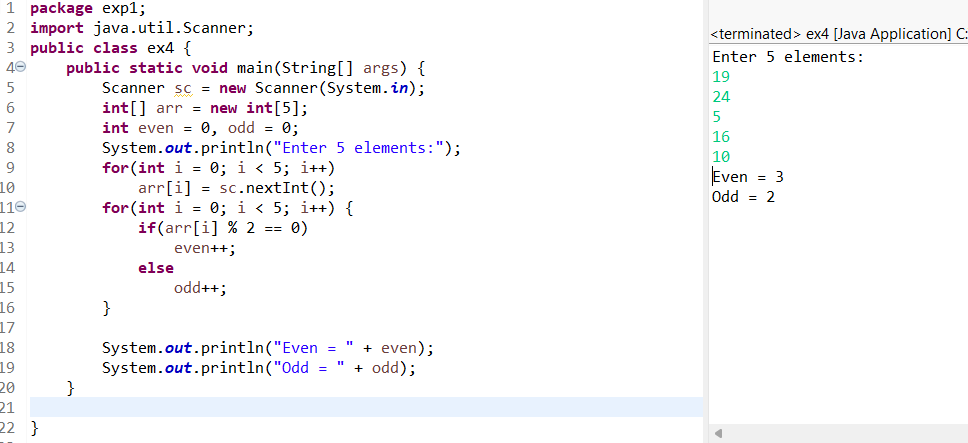 1 package exp1;
2 import java.util.Scanner;
3 public class ex4 {
4 public static void main(String[] args) {
5 Scanner sc = new Scanner(System.in);
6 int[] arr = new int[5];
7 int even = 0, odd = 0;
8 System.out.println("Enter 5 elements:");
9 for(int i = 0; i < 5; i++)
10 arr[i] = sc.nextInt();
11 for(int i = 0; i < 5; i++) {
12 if(arr[i] % 2 == 0)
13 even++;
14 else
15 odd++;
16 }
17
18 System.out.println("Even = " + even);
19 System.out.println("Odd = " + odd);
20 }
21
22 }
<terminated> ex4 [Java Application] C:
Enter 5 elements:
19
24
5
16
10
Even = 3
Odd = 2